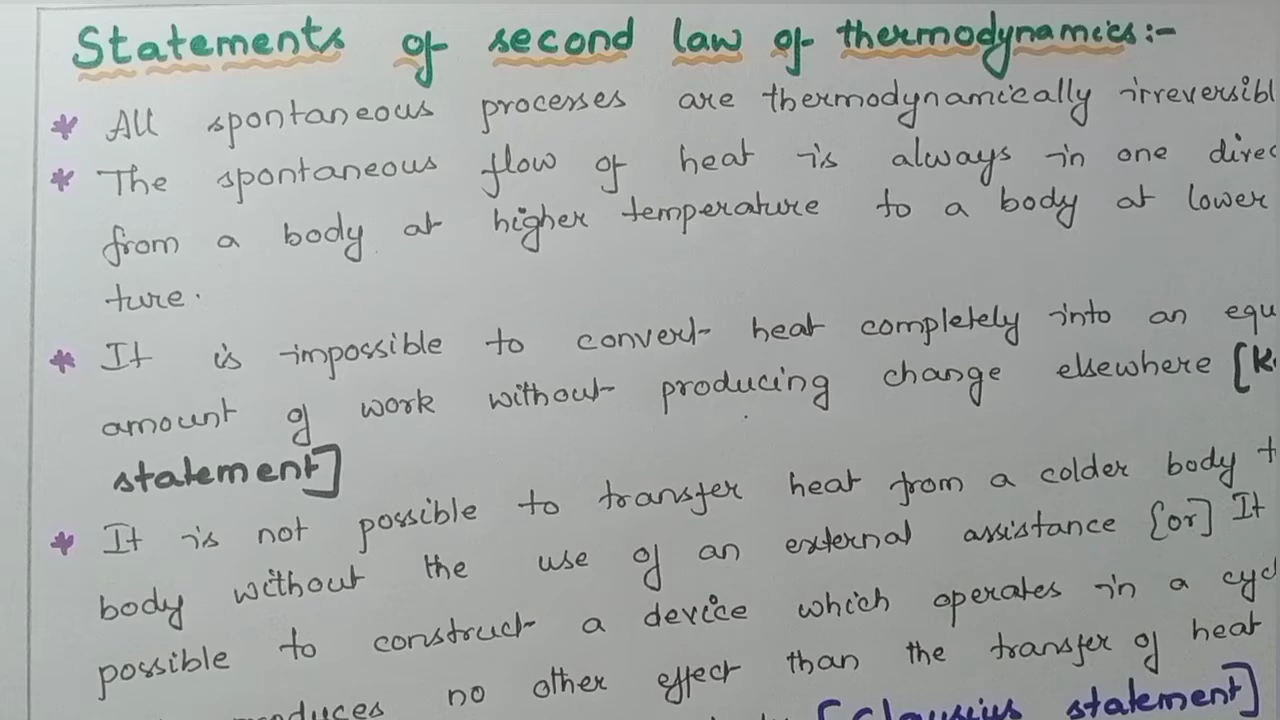 Statements of second law of thermodynamics:-
* All spontaneous processes are thermodynamically irreversibl
* The spontaneous flow of heat is always in one direc
from a body at higher temperature to a body at lower
ture.
* It is impossible to convert heat completely into an equ
amount of work without producing change elsewhere [K
statement]
* It is not possible to transfer heat from a colder body t
body without the use of an external assistance [or] It
possible to construct a device which operates in a cyc
no other effect than the transfer of heat
[Clausius statement]